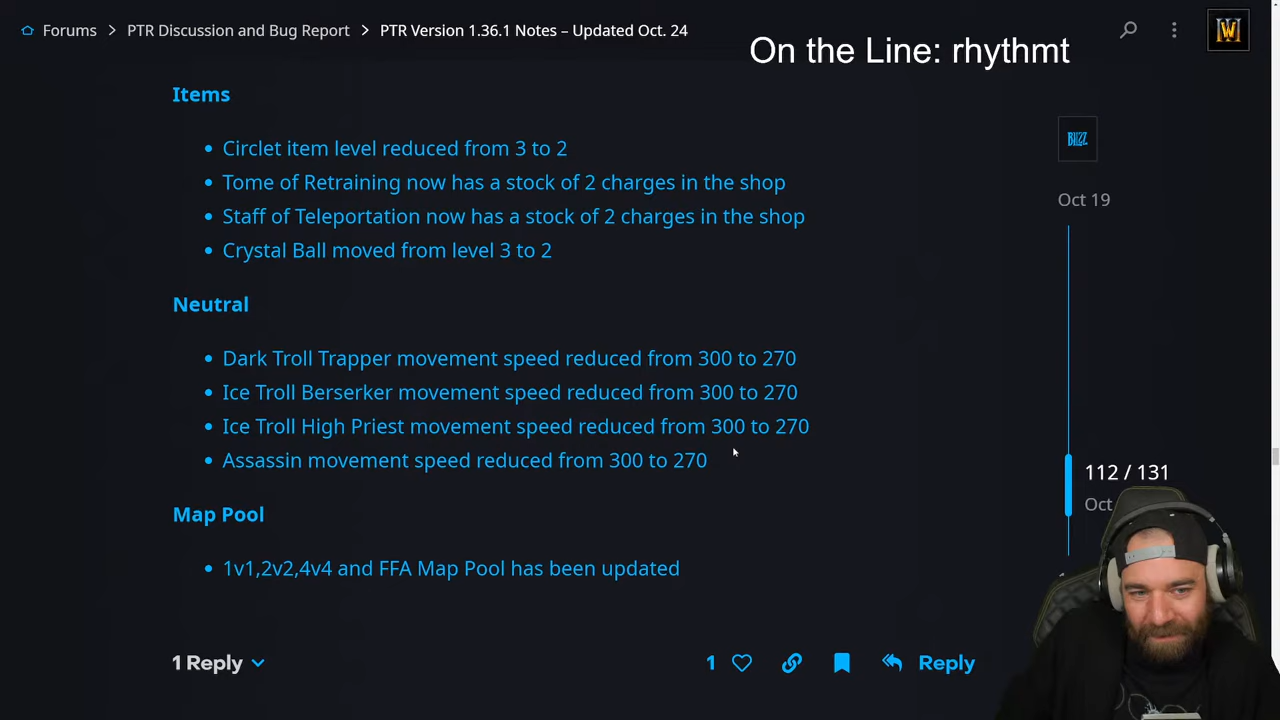 Forums > PTR Discussion and Bug Report > PTR Version 1.36.1 Notes – Updated Oct. 24
On the Line: rhythmt
Items
• Circlet item level reduced from 3 to 2
• Tome of Retraining now has a stock of 2 charges in the shop
• Staff of Teleportation now has a stock of 2 charges in the shop
• Crystal Ball moved from level 3 to 2
BLIZZ
Oct 19
Neutral
• Dark Troll Trapper movement speed reduced from 300 to 270
• Ice Troll Berserker movement speed reduced from 300 to 270
• Ice Troll High Priest movement speed reduced from 300 to 270
• Assassin movement speed reduced from 300 to 270
112 / 131
Oct
Map Pool
• 1v1,2v2,4v4 and FFA Map Pool has been updated
1 Reply
1
Reply